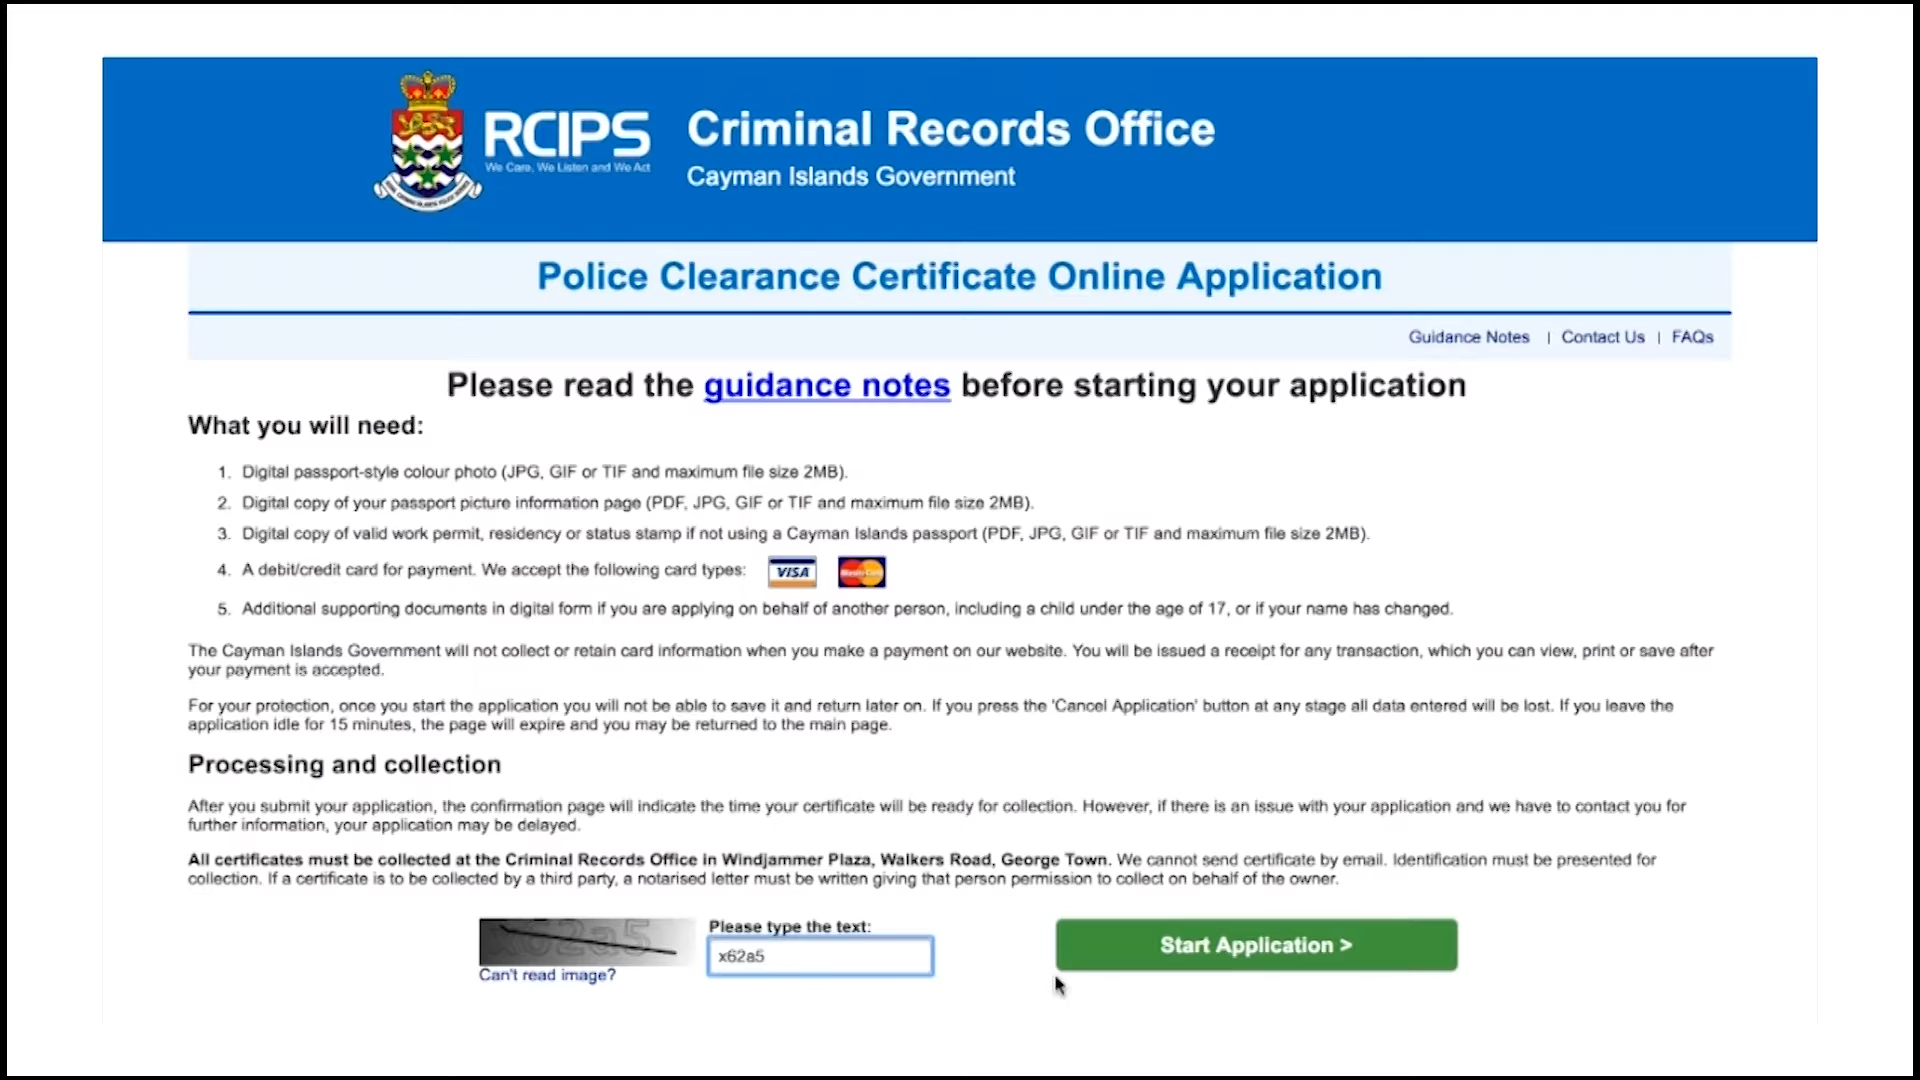 RCIPS
We Care, We Listen and We Act
Criminal Records Office
Cayman Islands Government
Police Clearance Certificate Online Application
Guidance Notes | Contact Us | FAQs
Please read the guidance notes before starting your application
What you will need:
1. Digital passport-style colour photo (JPG, GIF or TIF and maximum file size 2MB).
2. Digital copy of your passport picture information page (PDF, JPG, GIF or TIF and maximum file size 2MB).
3. Digital copy of valid work permit, residency or status stamp if not using a Cayman Islands passport (PDF, JPG, GIF or TIF and maximum file size 2MB).
4. A debit/credit card for payment. We accept the following card types: VISA MasterCard
5. Additional supporting documents in digital form if you are applying on behalf of another person, including a child under the age of 17, or if your name has changed.
The Cayman Islands Government will not collect or retain card information when you make a payment on our website. You will be issued a receipt for any transaction, which you can view, print or save after
your payment is accepted.
For your protection, once you start the application you will not be able to save it and return later on. If you press the 'Cancel Application' button at any stage all data entered will be lost. If you leave the
application idle for 15 minutes, the page will expire and you may be returned to the main page.
Processing and collection
After you submit your application, the confirmation page will indicate the time your certificate will be ready for collection. However, if there is an issue with your application and we have to contact you for
further information, your application may be delayed.
All certificates must be collected at the Criminal Records Office in Windjammer Plaza, Walkers Road, George Town. We cannot send certificate by email. Identification must be presented for
collection. If a certificate is to be collected by a third party, a notarised letter must be written giving that person permission to collect on behalf of the owner.
x62a5
Can't read image?
Please type the text:
x62a5
Start Application >